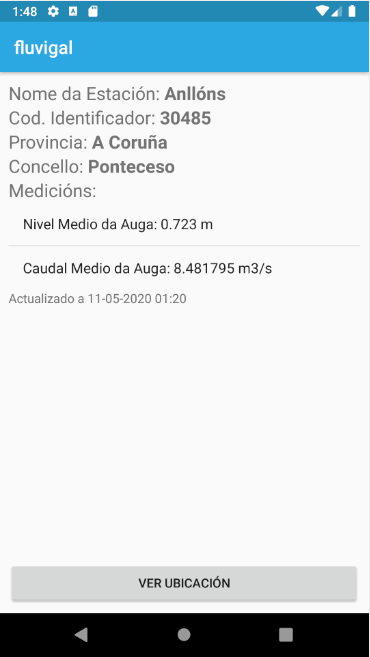 1:48
fluvigal
Nome da Estación: Anllóns
Cod. Identificador: 30485
Provincia: A Coruña
Concello: Ponteceso
Medicións:
Nivel Medio da Auga: 0.723 m
Caudal Medio da Auga: 8.481795 m3/s
Actualizado a 11-05-2020 01:20
VER UBICACIÓN